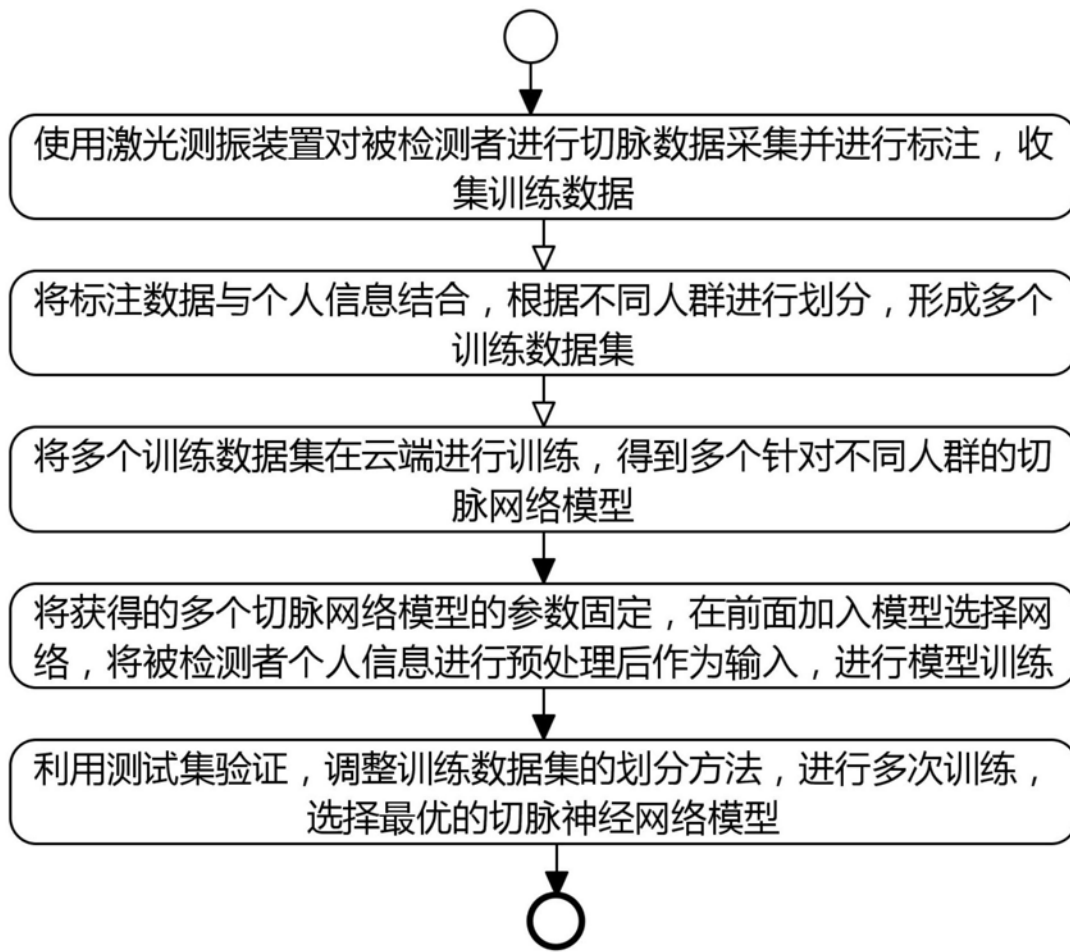 使用激光测振装置对被检测者进行切脉数据采集并进行标注，收
集训练数据
将标注数据与个人信息结合，根据不同人群进行划分，形成多个
训练数据集
将多个训练数据集在云端进行训练，得到多个针对不同人群的切
脉网络模型
将获得的多个切脉网络模型的参数固定，在前面加入模型选择网
络，将被检测者个人信息进行预处理后作为输入，进行模型训练
利用测试集验证，调整训练数据集的划分方法，进行多次训练，
选择最优的切脉神经网络模型